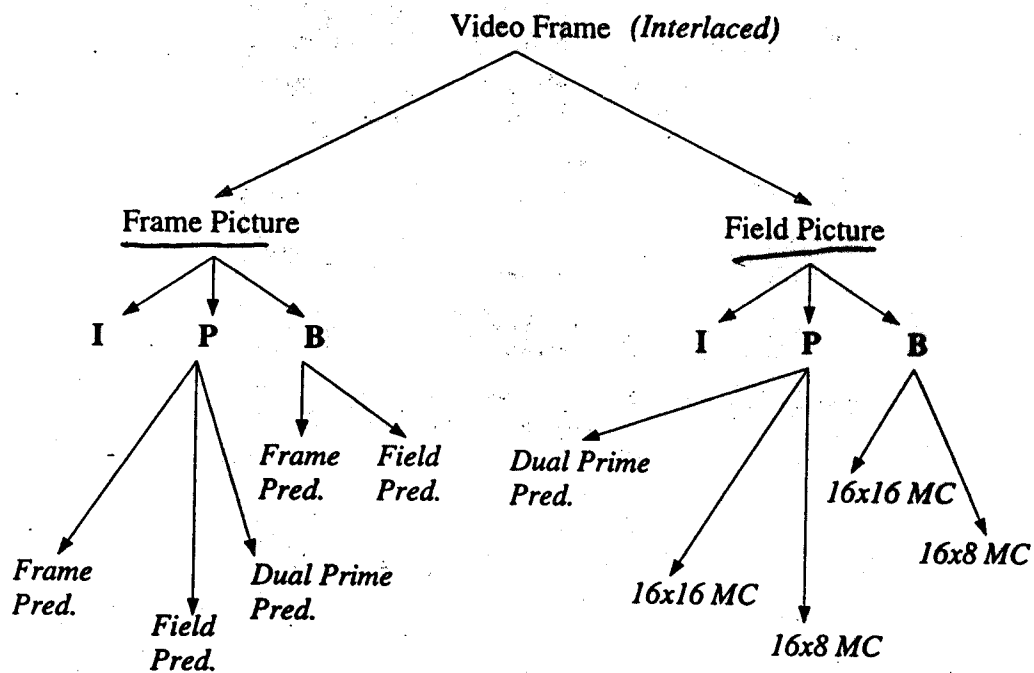 Video Frame (Interlaced)
Frame Picture
Field Picture
I
P
B
I
P
B
Frame
Pred.
Field
Pred.
Dual Prime
Pred.
16x16 MC
16x8 MC
Frame
Pred.
Dual Prime
Pred.
16x16 MC
Field
Pred.
16x8 MC